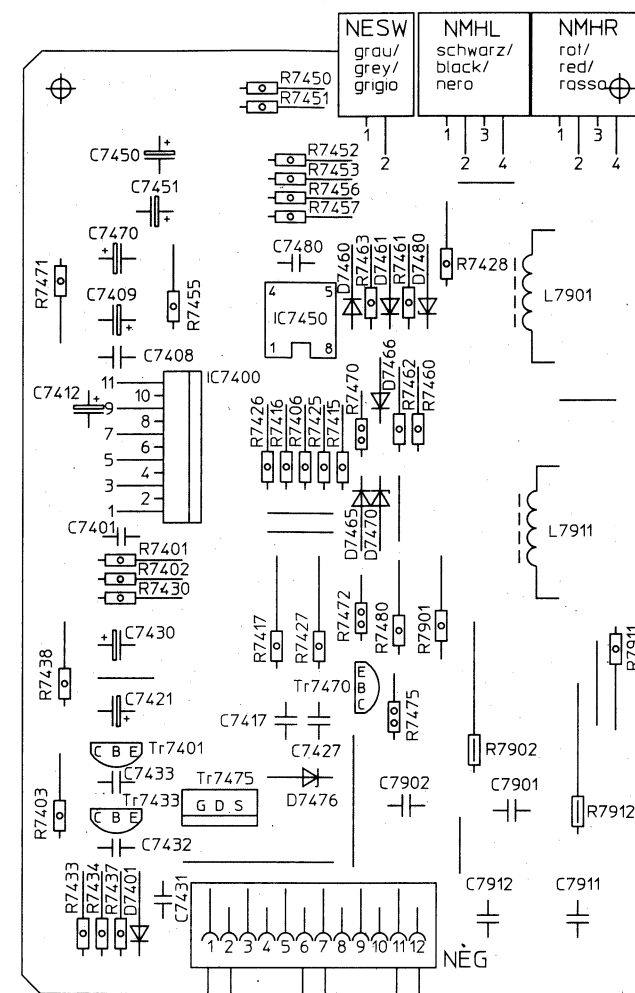 NESW
grau/
grey/
grigio
NMHL
schwarz/
black/
nero
NMHR
rot/
red/
rossa
1
2
1
2
3
4
1
2
3
4
R7450
R7451
C7450
C7451
R7452
R7453
R7456
R7457
C7470
C7480
D7460
R7463
D7461
R7461
D7480
R7428
L7901
R7471
C7409
R7455
4 5
IC7450
1 8
C7408
IC7400
C7412
11
10
9
8
7
6
5
4
3
2
1
R7426
R7416
R7406
R7425
R7415
R7470
D7466
R7462
R7460
C7401
D7465
D7470
L7911
R7401
R7402
R7430
C7430
R7438
R7417
R7427
R7472
R7480
R7901
R7911
Tr7470
E
B
C
C7421
C7417
C7427
R7475
R7902
C B E
Tr7401
C7433
Tr7475
G D S
D7476
C7902
C7901
R7912
R7403
Tr7433
C B E
C7432
R7433
R7434
R7437
D7401
C7431
C7912
C7911
1 2 3 4 5 6 7 8 9 10 11 12
NÈG